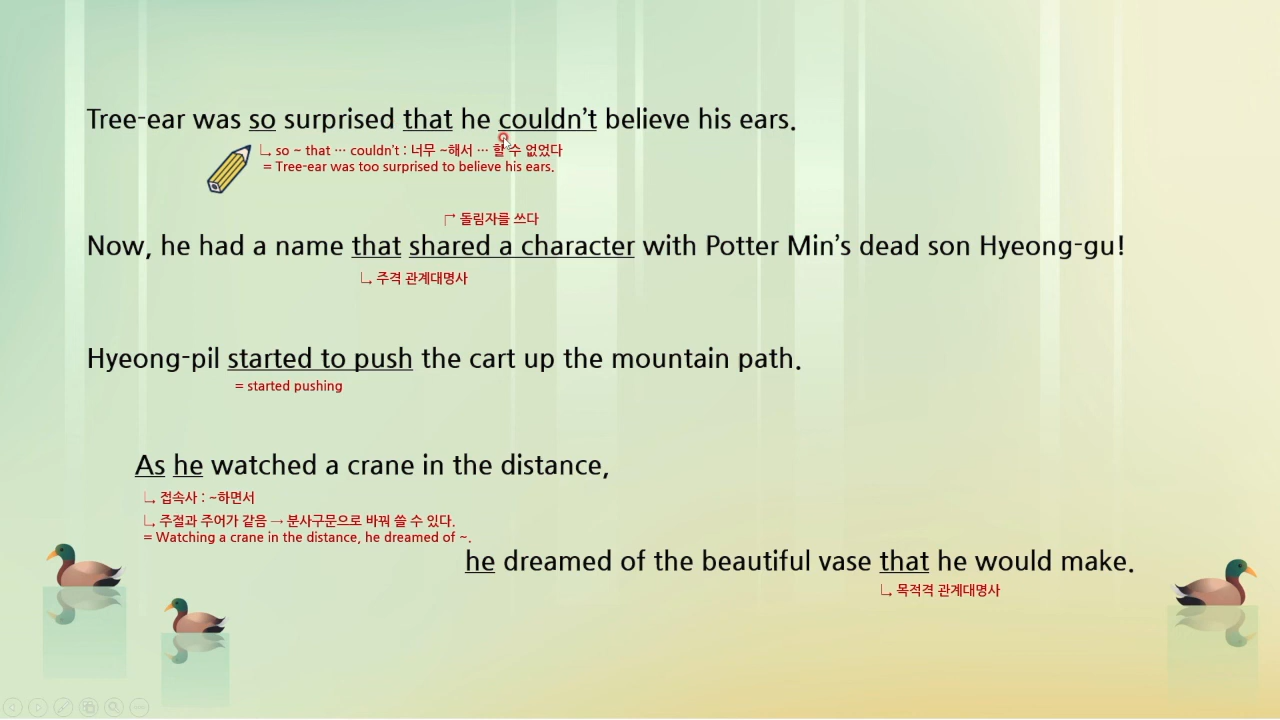 Tree-ear was so surprised that he couldn't believe his ears.
ㄴ, so ~ that ··· couldn't : 너무 ~해서 ··· 할 수 없었다
= Tree-ear was too surprised to believe his ears.
돌림자를 쓰다
Now, he had a name that shared a character with Potter Min's dead son Hyeong-gu!
주격 관계대명사
Hyeong-pil started to push the cart up the mountain path.
= started pushing
As he watched a crane in the distance,
접속사 : ~하면서
주절과 주어가 같음 → 분사구문으로 바꿔 쓸 수 있다.
= Watching a crane in the distance, he dreamed of ~.
he dreamed of the beautiful vase that he would make.
목적격 관계대명사